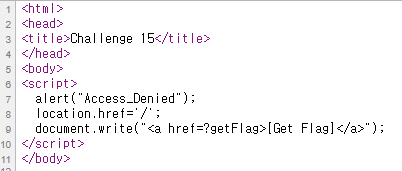 1 <html>
2 <head>
3 <title>Challenge 15</title>
4 </head>
5 <body>
6 <script>
7 alert("Access_Denied");
8 location.href='/';
9 document.write("<a href=?getFlag>[Get Flag]</a>");
10 </script>
11 </body>